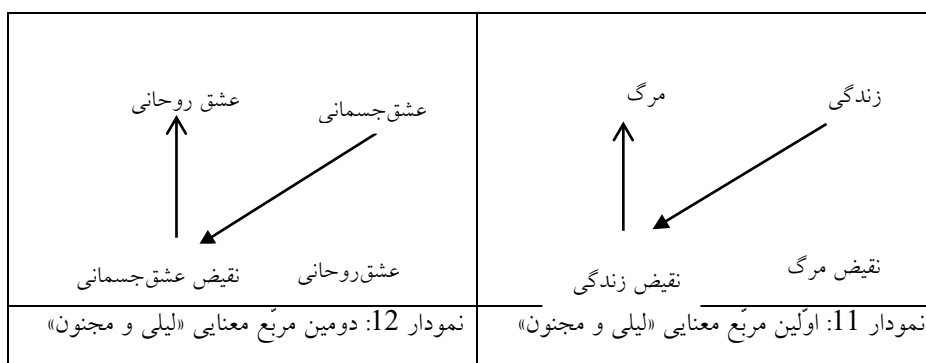 زندگی
مرگ
نقیض مرگ
نقیض زندگی
نمودار 11: اوّلین مربّع معنایی «لیلی و مجنون»
عشق‌جسمانی
عشق روحانی
عشق‌روحانی
نقیض عشق‌جسمانی
نمودار 12: دومین مربّع معنایی «لیلی و مجنون»